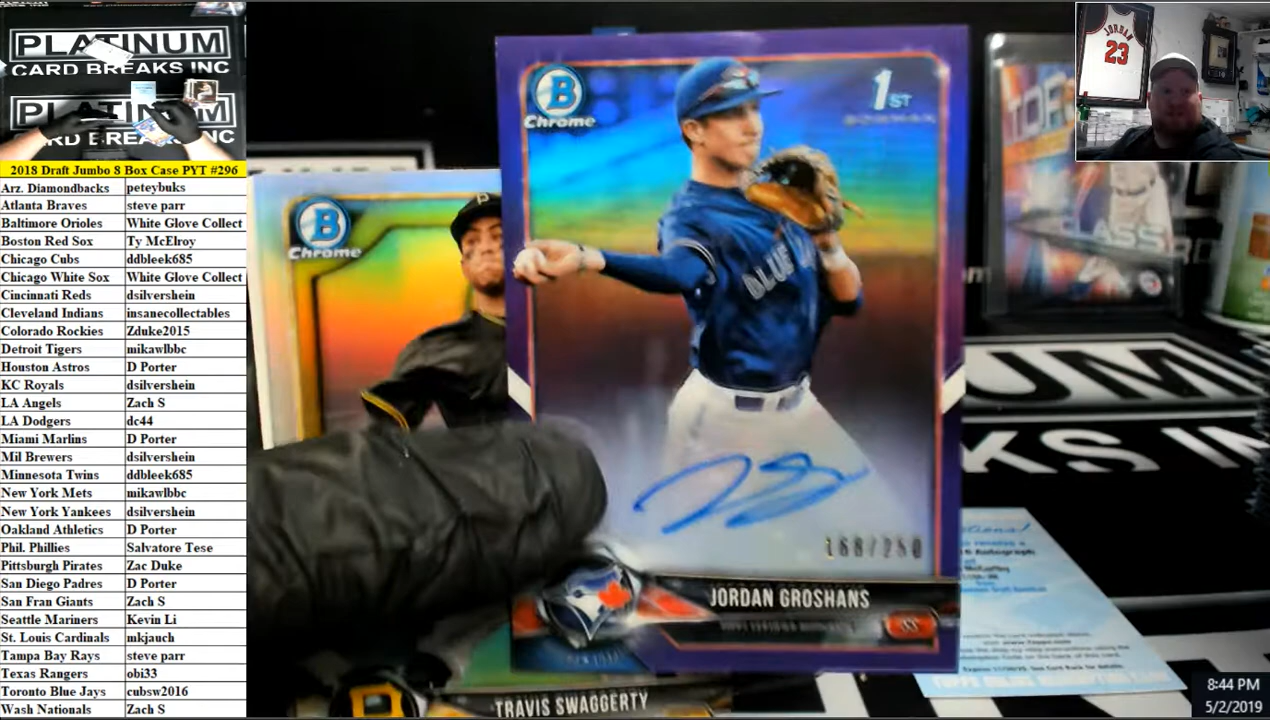 PLATINUM
CARD BREAKS INC
PLATINUM
CARD BREAKS INC
2018 Draft Jumbo 8 Box Case PYT #296
Arz. Diamondbacks peteybuks
Atlanta Braves steve parr
Baltimore Orioles White Glove Collect
Boston Red Sox Ty McElroy
Chicago Cubs ddbleek685
Chicago White Sox White Glove Collect
Cincinnati Reds dsilvershein
Cleveland Indians insanecollectables
Colorado Rockies Zduke2015
Detroit Tigers mikawlbbc
Houston Astros D Porter
KC Royals dsilvershein
LA Angels Zach S
LA Dodgers dc44
Miami Marlins D Porter
Mil Brewers dsilvershein
Minnesota Twins ddbleek685
New York Mets mikawlbbc
New York Yankees dsilvershein
Oakland Athletics D Porter
Phil. Phillies Salvatore Tese
Pittsburgh Pirates Zac Duke
San Diego Padres D Porter
San Fran Giants Zach S
Seattle Mariners Kevin Li
St. Louis Cardinals mkjauch
Tampa Bay Rays steve parr
Texas Rangers obi33
Toronto Blue Jays cubsw2016
Wash Nationals Zach S
B
Chrome
P
B
Chrome
1ST
BOWMAN
BLUE
168/250
JORDAN GROSHANS
SS
TRAVIS SWAGGERTY
JORDAN
23
CLASS
UM
KS IN
Autograph
8:44 PM
5/2/2019